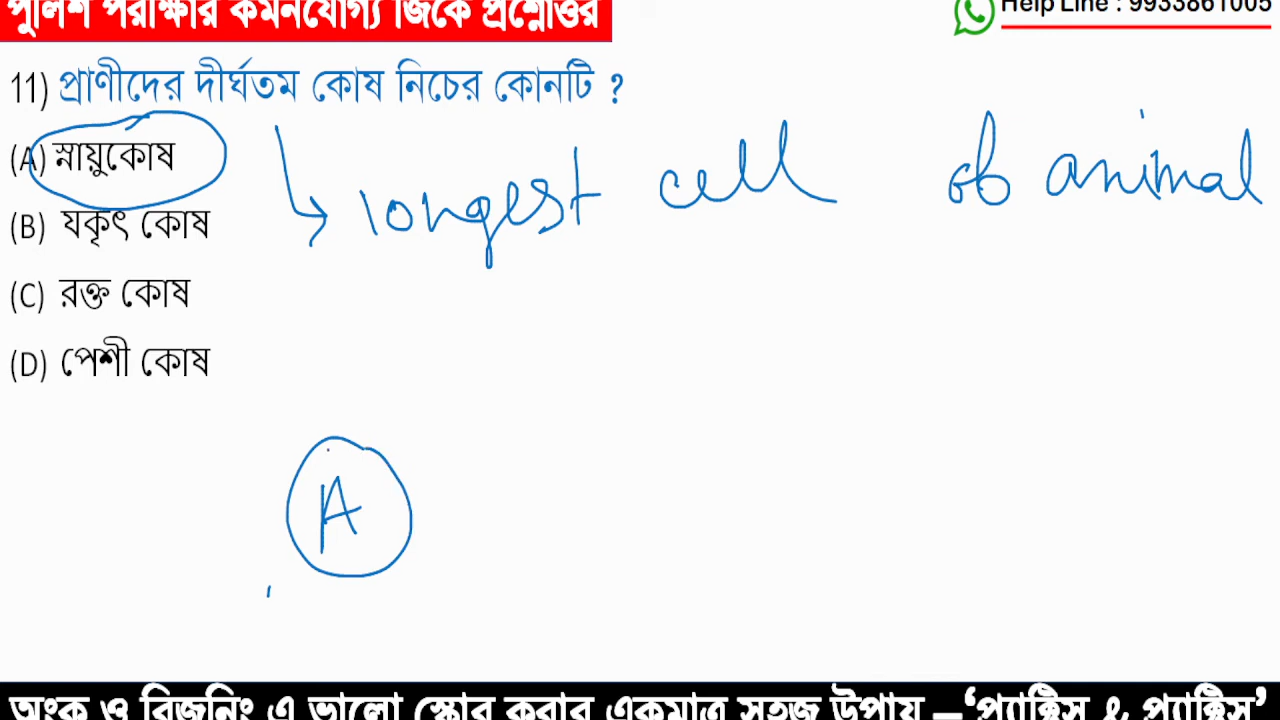 পুলিশ পরীক্ষার কমনযোগ্য জিকে প্রশ্নোত্তর
Help Line : 9933861005
11) প্রাণীদের দীর্ঘতম কোষ নিচের কোনটি ?
(A) স্নায়ুকোষ
longest cell of animal
(B) যকৃৎ কোষ
(C) রক্ত কোষ
(D) পেশী কোষ
A
অংক ও রিজনিং এ ভালো স্কোর করার একমাত্র সহজ উপায় –‘প্র্যাক্টিস & প্র্যাক্টিস’